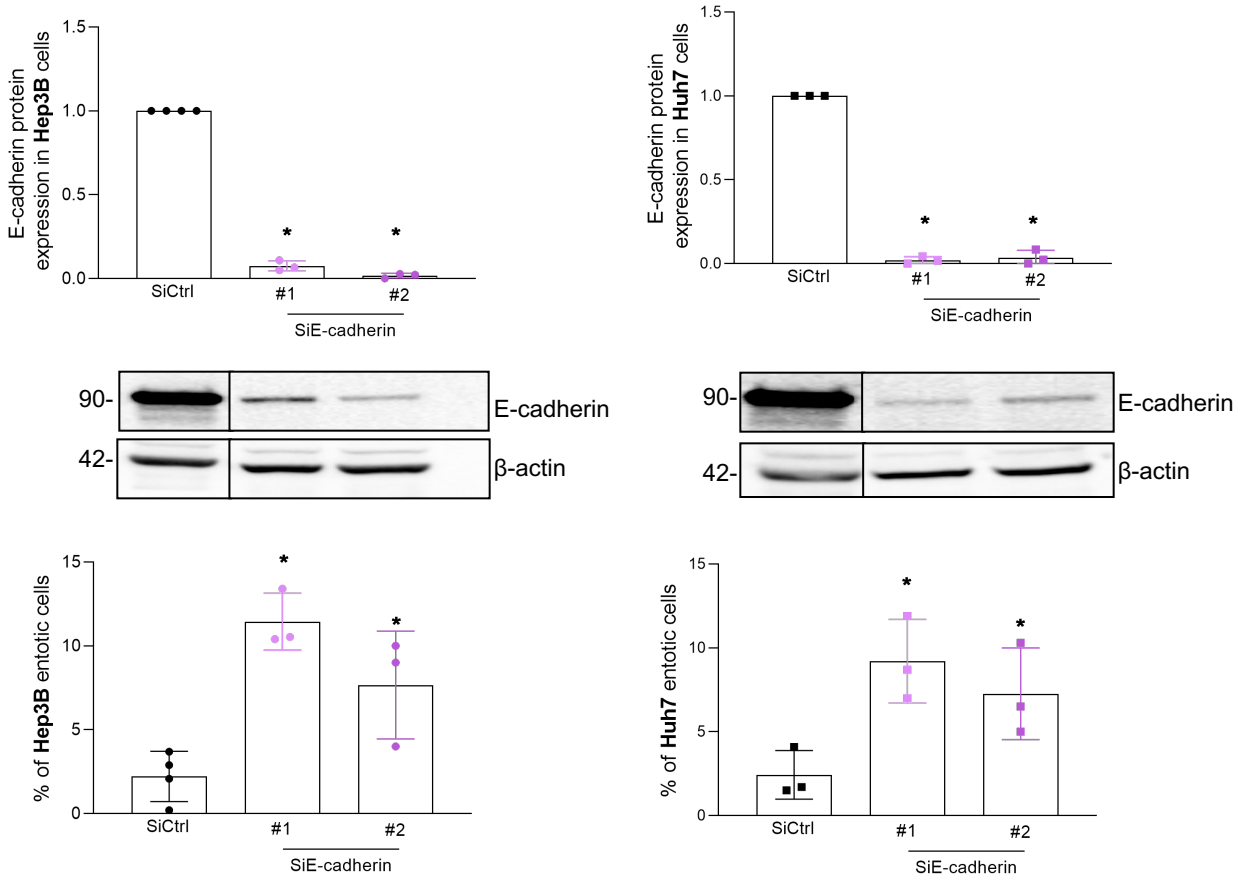 E-cadherin protein
expression in Hep3B cells
1.5
1.0
0.5
0.0
*
*
SiCtrl
#1
#2
SiE-cadherin
E-cadherin protein
expression in Huh7 cells
1.5
1.0
0.5
0.0
*
*
SiCtrl
#1
#2
SiE-cadherin
90-
E-cadherin
42-
β-actin
90-
E-cadherin
42-
β-actin
% of Hep3B entotic cells
15
10
5
0
*
*
SiCtrl
#1
#2
SiE-cadherin
% of Huh7 entotic cells
15
10
5
0
*
*
SiCtrl
#1
#2
SiE-cadherin